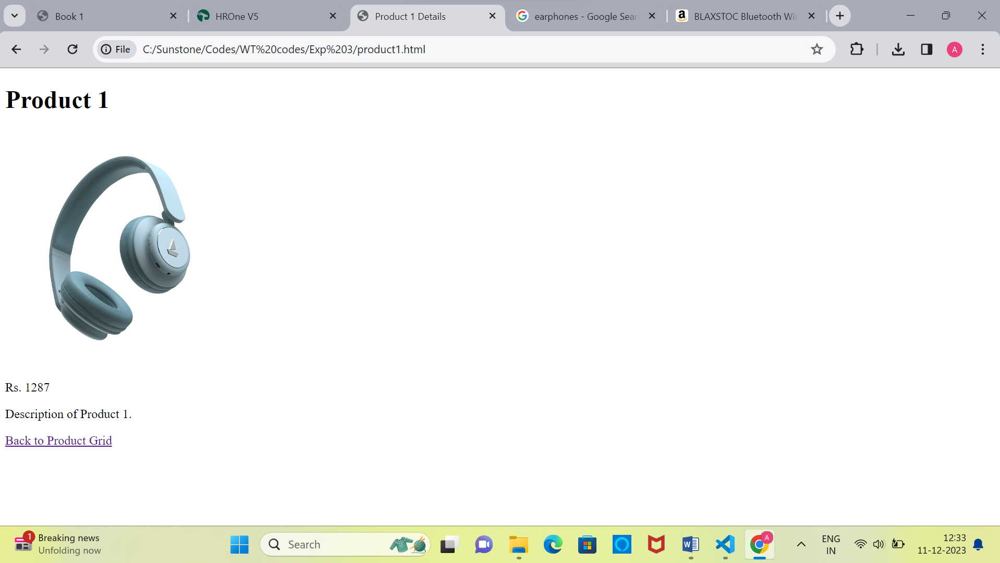 Book 1
HROne V5
Product 1 Details
earphones - Google Sear
BLAXSTOC Bluetooth Wir
File
C:/Sunstone/Codes/WT%20codes/Exp%203/product1.html
A
Product 1
Rs. 1287
Description of Product 1.
Back to Product Grid
1
Breaking news
Unfolding now
Search
A
ENG
IN
12:33
11-12-2023